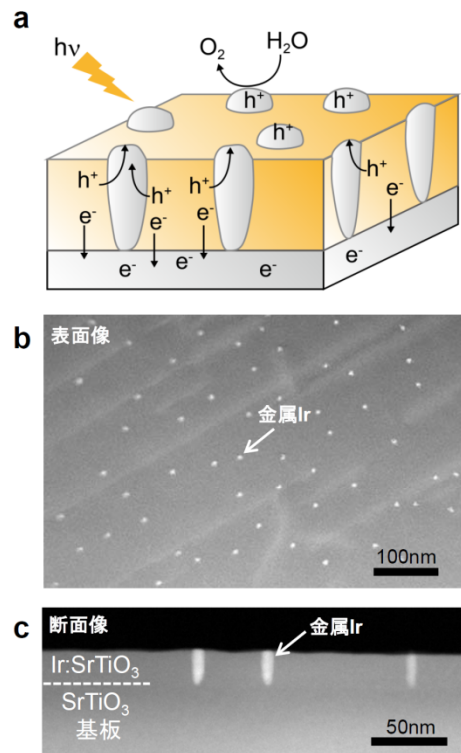 a
hν
O₂
H₂O
h⁺
h⁺
h⁺
h⁺
h⁺
h⁺
h⁺
e⁻
e⁻
e⁻
e⁻
e⁻
e⁻
e⁻
e⁻
b
表面像
金属Ir
100nm
c
断面像
金属Ir
Ir:SrTiO₃
SrTiO₃
基板
50nm